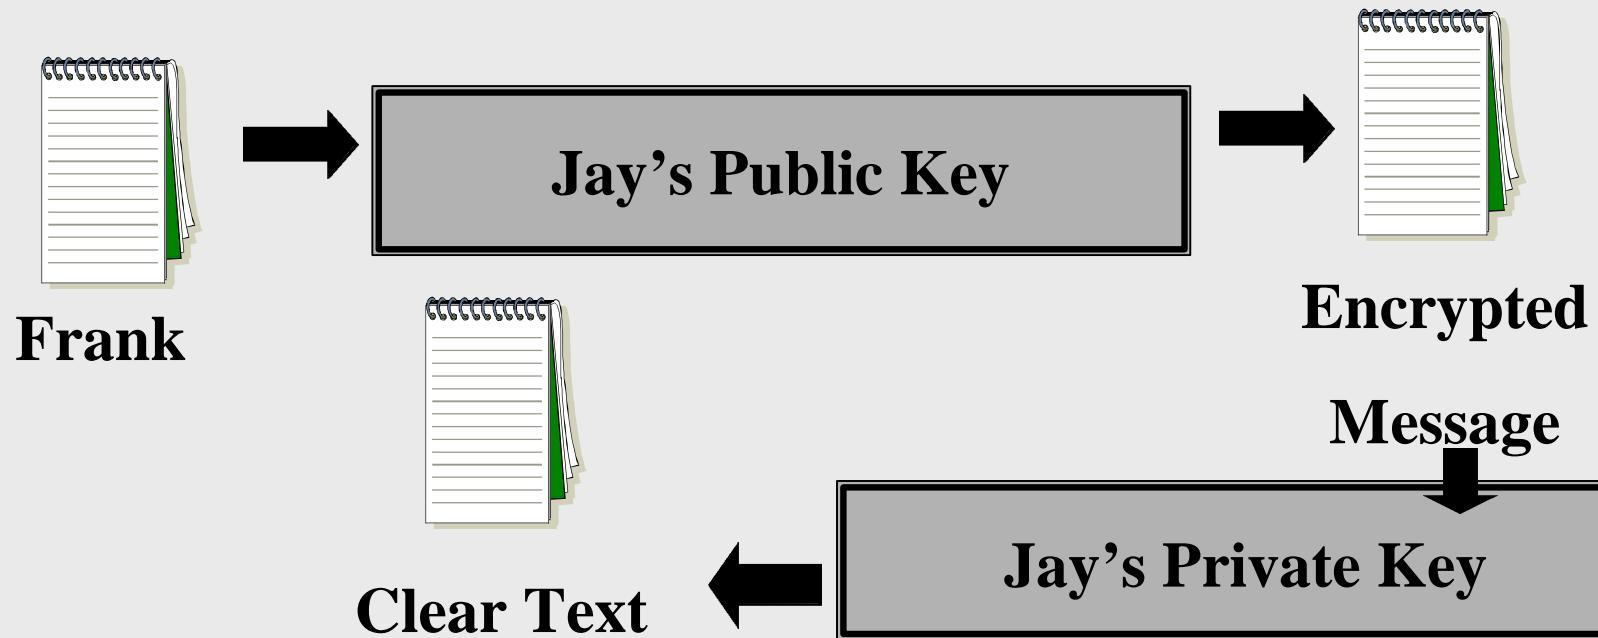 Jay’s Public Key
Frank
Encrypted
Message
Jay’s Private Key
Clear Text